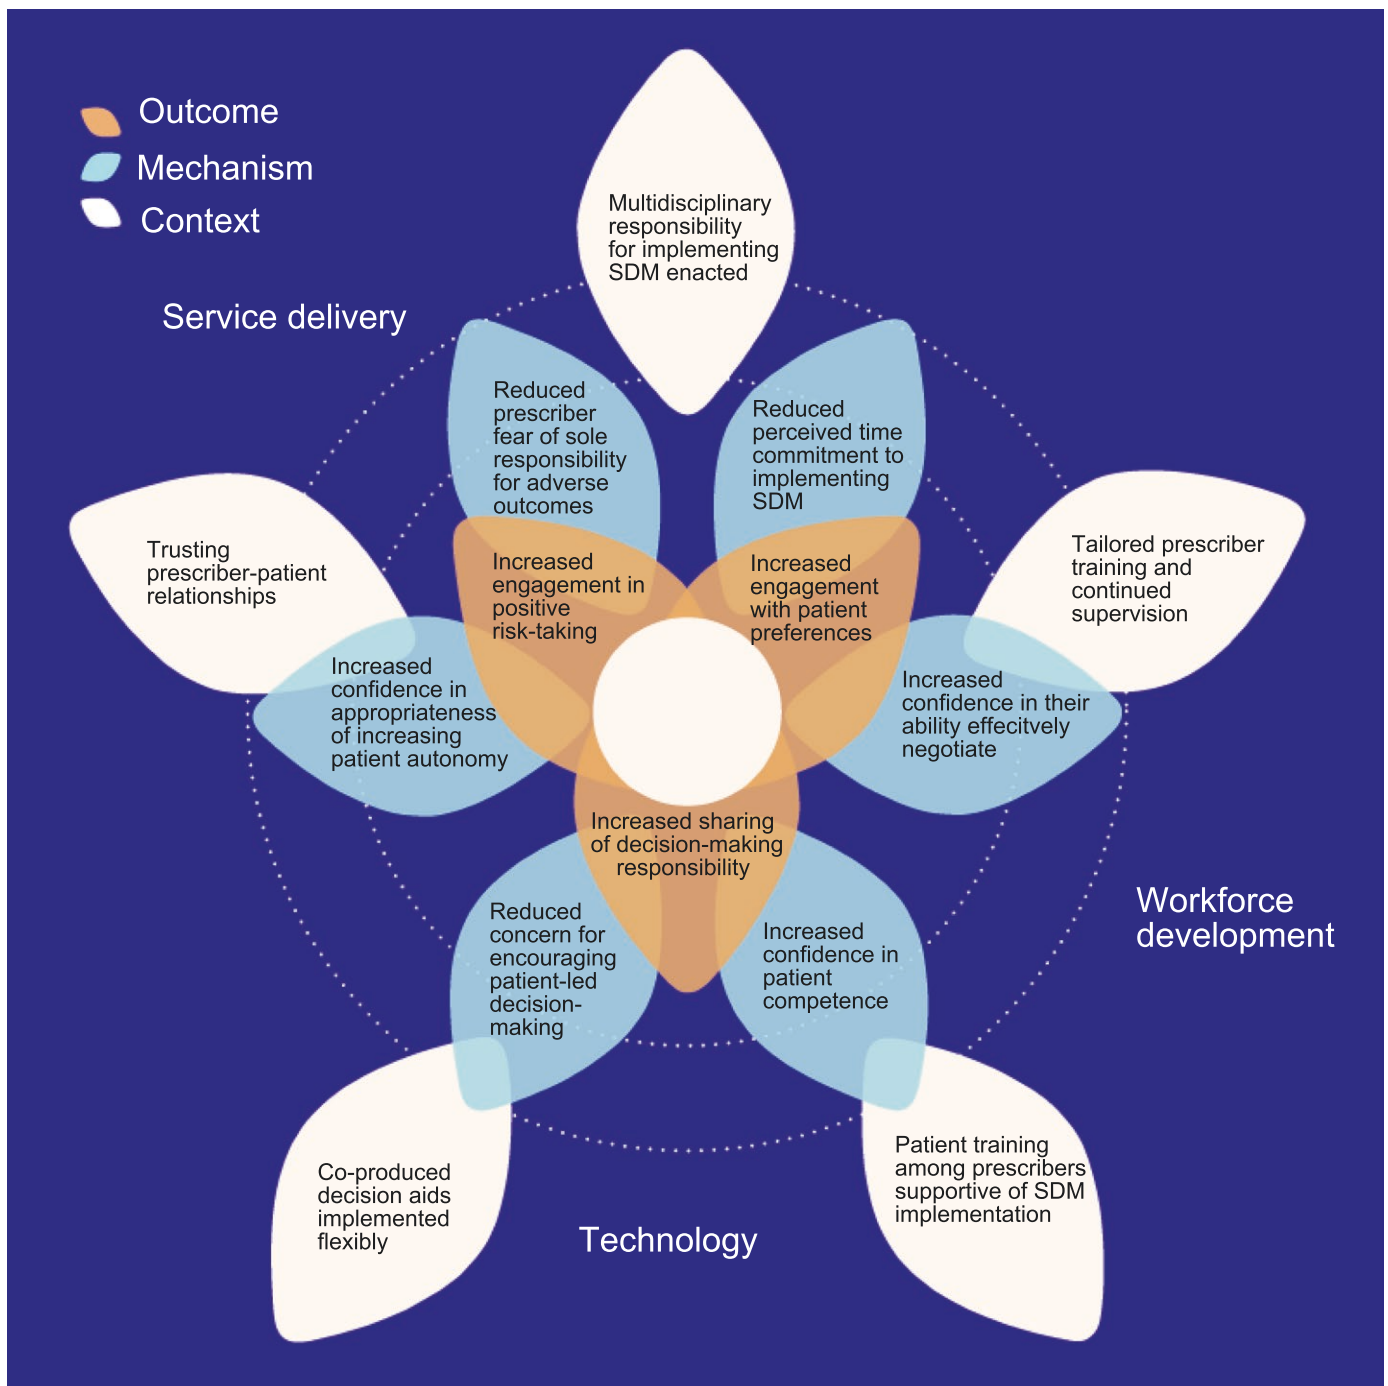 Outcome
Mechanism
Context
Service delivery
Multidisciplinary
responsibility
for implementing
SDM enacted
Reduced
prescriber
fear of sole
responsibility
for adverse
outcomes
Reduced
perceived time
commitment to
implementing
SDM
Trusting
prescriber-patient
relationships
Increased
engagement in
positive
risk-taking
Increased
engagement
with patient
preferences
Tailored prescriber
training and
continued
supervision
Increased
confidence in
appropriateness
of increasing
patient autonomy
Increased
confidence in their
ability effecitvely
negotiate
Increased sharing
of decision-making
responsibility
Reduced
concern for
encouraging
patient-led
decision-
making
Increased
confidence in
patient
competence
Workforce
development
Co-produced
decision aids
implemented
flexibly
Technology
Patient training
among prescribers
supportive of SDM
implementation